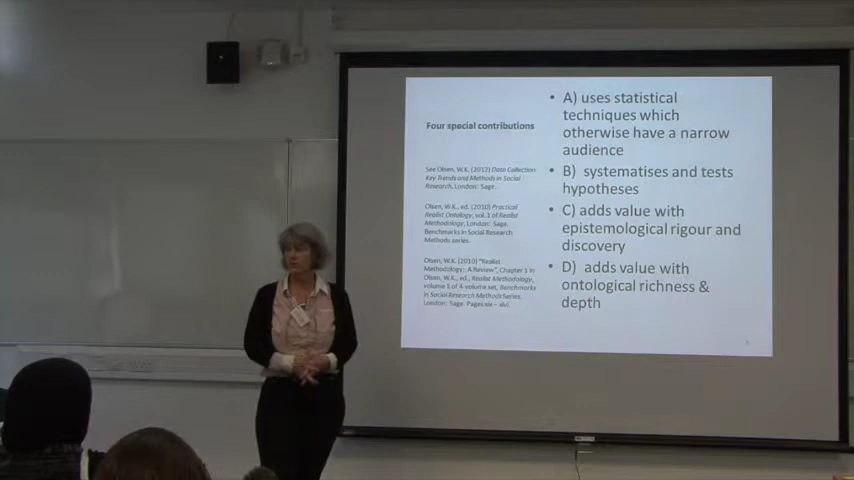 Four special contributions
See Olsen, W.K. (2012) Data Collection:
Key Trends and Methods in Social
Research, London: Sage.
Olsen, W.K., ed. (2010) Practical
Realist Ontology, vol. 1 of Realist
Methodology, London: Sage,
Benchmarks in Social Research
Methods series.
Olsen, W.K. (2010) "Realist
Methodology: A Review", Chapter 1 in
Olsen, W.K., ed., Realist Methodology,
volume 1 of 4-volume set, Benchmarks
in Social Research Methods Series.
London: Sage. Pages xix – xlvi.
• A) uses statistical
techniques which
otherwise have a narrow
audience
• B) systematises and tests
hypotheses
• C) adds value with
epistemological rigour and
discovery
• D) adds value with
ontological richness &
depth